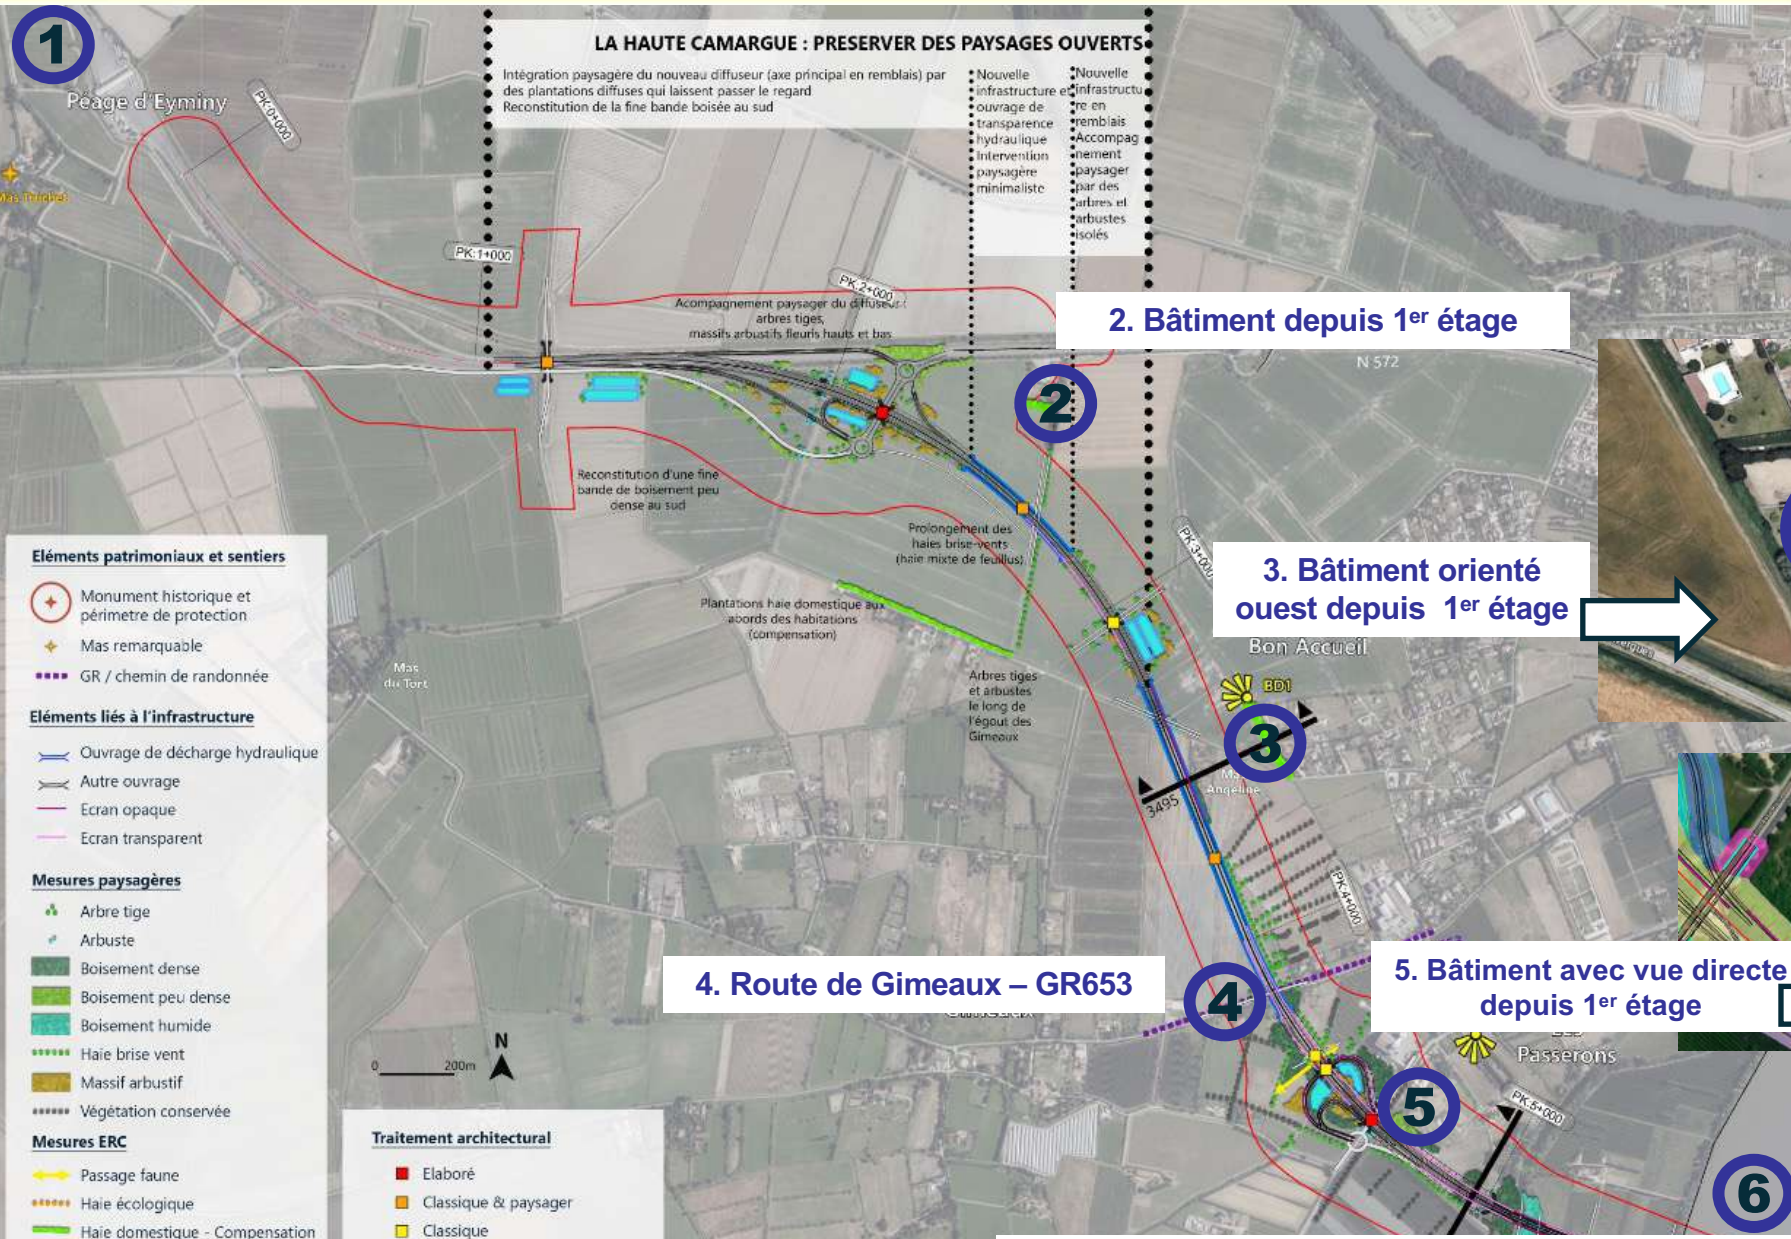 1
Péage d'Eyminy
PK:0+000
Mas Truchet
LA HAUTE CAMARGUE : PRESERVER DES PAYSAGES OUVERTS
Intégration paysagère du nouveau diffuseur (axe principal en remblais) par
des plantations diffuses qui laissent passer le regard
Reconstitution de la fine bande boisée au sud
Nouvelle
infrastructure et
ouvrage de
transparence
hydraulique
Intervention
paysagère
minimaliste
Nouvelle
infrastructu
re en
remblais
Accompag
nement
paysager
par des
arbres et
arbustes
isolés
PK:1+000
PK:2+000
Acompagnement paysager du diffuseur :
arbres tiges,
massifs arbustifs fleuris hauts et bas
2. Bâtiment depuis 1er étage
N 572
2
Reconstitution d'une fine
bande de boisement peu
dense au sud
Prolongement des
haies brise-vents
(haie mixte de feuillus)
PK:3+000
3. Bâtiment orienté
ouest depuis 1er étage
Bon Accueil
Plantations haie domestique aux
abords des habitations
(compensation)
Mas
du Tort
Arbres tiges
et arbustes
le long de
l'égout des
Gimeaux
BD1
3
Mas
Angeline
3495
PK:4+000
4. Route de Gimeaux – GR653
4
Gimeaux
5. Bâtiment avec vue directe
depuis 1er étage
Les
Passerons
5
PK:5+000
6
Eléments patrimoniaux et sentiers
Monument historique et
périmetre de protection
Mas remarquable
GR / chemin de randonnée
Eléments liés à l'infrastructure
Ouvrage de décharge hydraulique
Autre ouvrage
Ecran opaque
Ecran transparent
Mesures paysagères
Arbre tige
Arbuste
Boisement dense
Boisement peu dense
Boisement humide
Haie brise vent
Massif arbustif
Végétation conservée
Mesures ERC
Passage faune
Haie écologique
Haie domestique - Compensation
0 200m
N
Traitement architectural
Elaboré
Classique & paysager
Classique